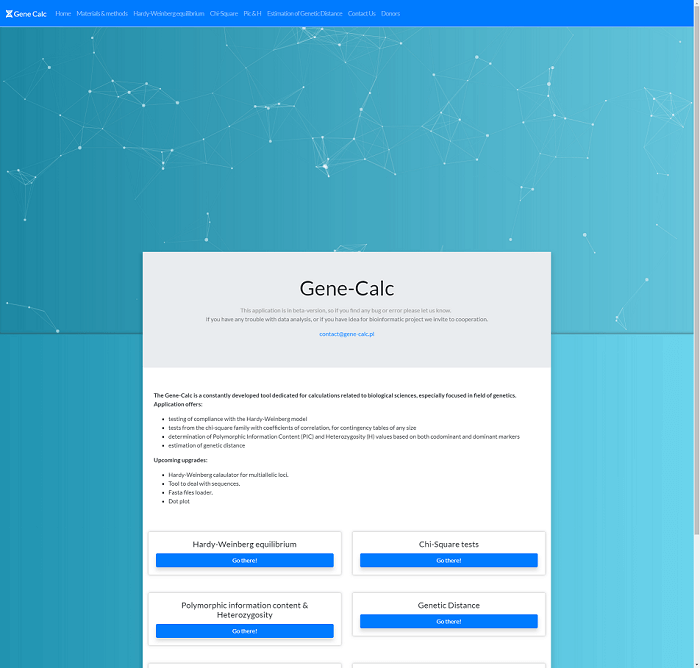 Gene Calc
Home Materials & methods Hardy-Weinberg equilibrium Chi-Square Pic & H Estimation of Genetic Distance Contact Us Donors
Gene-Calc
This application is in beta-version, so if you find any bug or error please let us know.
If you have any trouble with data analysis, or if you have idea for bioinformatic project we invite to cooperation.
contact@gene-calc.pl
The Gene-Calc is a constantly developed tool dedicated for calculations related to biological sciences, especially focused in field of genetics.
Application offers:
testing of compliance with the Hardy-Weinberg model
tests from the chi-square family with coefficients of correlation, for contingency tables of any size
determination of Polymorphic Information Content (PIC) and Heterozygosity (H) values based on both codominant and dominant markers
estimation of genetic distance
Upcoming upgrades:
Hardy-Weinberg calaulator for multiallelic loci.
Tool to deal with sequences.
Fasta files loader.
Dot plot
Hardy-Weinberg equilibrium
Go there!
Chi-Square tests
Go there!
Polymorphic information content &
Heterozygosity
Go there!
Genetic Distance
Go there!